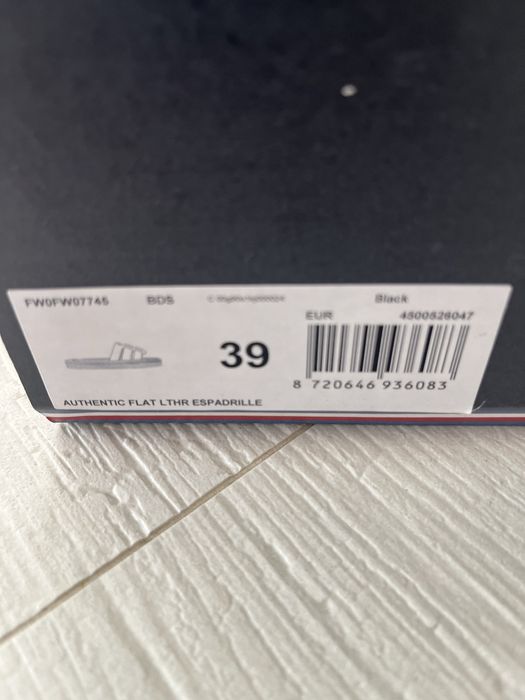 FW0FW07745 BDS Black
EUR 4500526047
39
8 720646 936083
AUTHENTIC FLAT LTHR ESPADRILLE